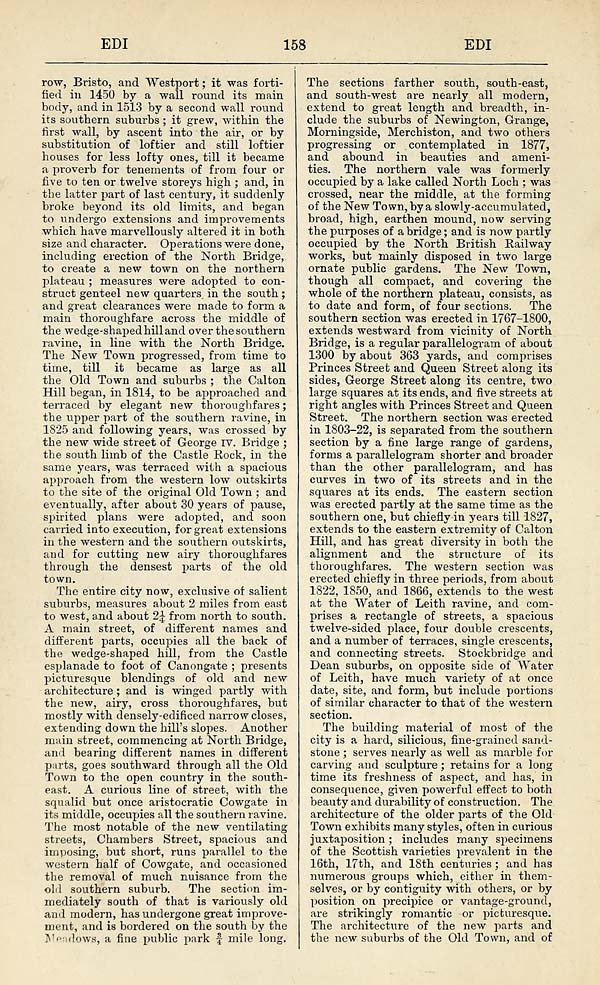 EDI 158 EDI
row, Bristo, and Westport; it was forti-
fied in 1450 by a wall round its main
body, and in 1513 by a second wall round
its southern suburbs; it grew, within the
first wall, by ascent into the air, or by
substitution of loftier and still loftier
houses for less lofty ones, till it became
a proverb for tenements of from four or
five to ten or twelve storeys high; and, in
the latter part of last century, it suddenly
broke beyond its old limits, and began
to undergo extensions and improvements
which have marvellously altered it in both
size and character. Operations were done,
including erection of the North Bridge,
to create a new town on the northern
plateau; measures were adopted to con-
struct genteel new quarters in the south;
and great clearances were made to form a
main thoroughfare across the middle of
the wedge-shaped hill and over the southern
ravine, in line with the North Bridge.
The New Town progressed, from time to
time, till it became as large as all
the Old Town and suburbs; the Calton
Hill began, in 1814, to be approached and
terraced by elegant new thoroughfares;
the upper part of the southern ravine, in
1825 and following years, was crossed by
the new wide street of George IV. Bridge;
the south limb of the Castle Rock, in the
same years, was terraced with a spacious
approach from the western low outskirts
to the site of the original Old Town; and
eventually, after about 30 years of pause,
spirited plans were adopted, and soon
carried into execution, for great extensions
in the western and the southern outskirts,
and for cutting new airy thoroughfares
through the densest parts of the old
town.
The entire city now, exclusive of salient
suburbs, measures about 2 miles from east
to west, and about 2¼ from north to south.
A main street, of different names and
different parts, occupies all the back of
the wedge-shaped hill, from the Castle
esplanade to foot of Canongate; presents
picturesque blendings of old and new
architecture; and is winged partly with
the new, airy, cross thoroughfares, but
mostly with densely-edificed narrow closes,
extending down the hill's slopes. Another
main street, commencing at North Bridge,
and bearing different names in different
parts, goes southward through all the Old
Town to the open country in the south-
east. A curious line of street, with the
squalid but once aristocratic Cowgate in
its middle, occupies all the southern ravine.
The most notable of the new ventilating
streets, Chambers Street, spacious and
imposing, but short, runs parallel to the
western half of Cowgate, and occasioned
the removal of much nuisance from the
old southern suburb. The section im-
mediately south of that is variously old
and modern, has undergone great improve-
ment, and is bordered on the south by the
Meadows, a fine public park ¾ mile long.
The sections farther south, south-east,
and south-west are nearly all modern,
extend to great length and breadth, in-
clude the suburbs of Newington, Grange,
Morningside, Merchiston, and two others
progressing or contemplated in 1877,
and abound in beauties and ameni-
ties. The northern vale was formerly
occupied by a lake called North Loch; was
crossed, near the middle, at the forming
of the New Town, by a slowly-accumulated,
broad, high, earthen mound, now serving
the purposes of a bridge; and is now partly
occupied by the North British Railway
works, but mainly disposed in two large
ornate public gardens. The New Town,
though all compact, and covering the
whole of the northern plateau, consists, as
to date and form, of four sections. The
southern section was erected in 1767-1800,
extends westward from vicinity of North
Bridge, is a regular parallelogram of about
1300 by about 363 yards, and comprises
Princes Street and Queen Street along its
sides, George Street along its centre, two
large squares at its ends, and five streets at
right angles with Princes Street and Queen
Street. The northern section was erected
in 1803-22, is separated from the southern
section by a fine large range of gardens,
forms a parallelogram shorter and broader
than the other parallelogram, and has
curves in two of its streets and in the
squares at its ends. The eastern section
was erected partly at the same time as the
southern one, but chiefly in years till 1827,
extends to the eastern extremity of Calton
Hill, and has great diversity in both the
alignment and the structure of its
thoroughfares. The western section was
erected chiefly in three periods, from about
1822, 1850, and 1866, extends to the west
at the Water of Leith ravine, and com-
prises a rectangle of streets, a spacious
twelve-sided place, four double crescents,
and a number of terraces, single crescents,
and connecting streets. Stockbridge and
Dean suburbs, on opposite side of Water
of Leith, have much variety of at once
date, site, and form, but include portions
of similar character to that of the western
section.
The building material of most of the
city is a hard, silicious, fine-grained sand-
stone; serves nearly as well as marble for
carving and sculpture; retains for a long
time its freshness of aspect, and has, in
consequence, given powerful effect to both
beauty and durability of construction. The
architecture of the older parts of the Old
Town exhibits many styles, often in curious
juxtaposition; includes many specimens
of the Scottish varieties prevalent in the
16th, 17th, and 18th centuries; and has
numerous groups which, either in them-
selves, or by contiguity with others, or by
position on precipice or vantage-ground,
are strikingly romantic or picturesque.
The architecture of the new parts and
the new suburbs of the Old Town, and of